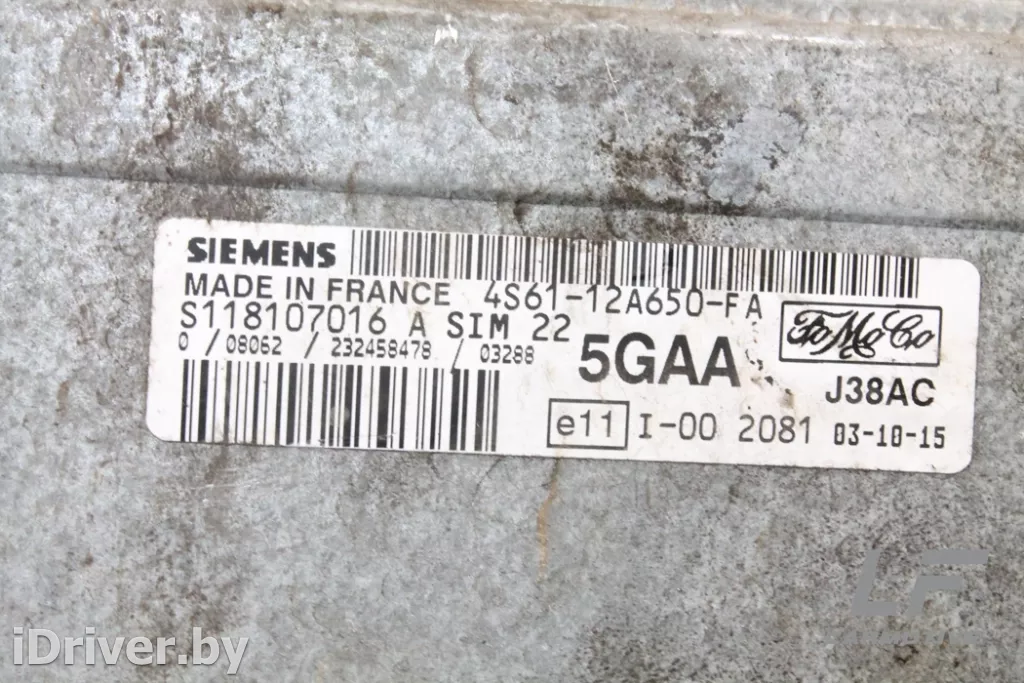 SIEMENS
MADE IN FRANCE 4S61-12A650-FA
S118107016 A SIM 22
0 / 08062 / 232458478 / 03288
5GAA
FoMoCo
J38AC
e11 I-00 2081 03-10-15
LF
iDriver.by